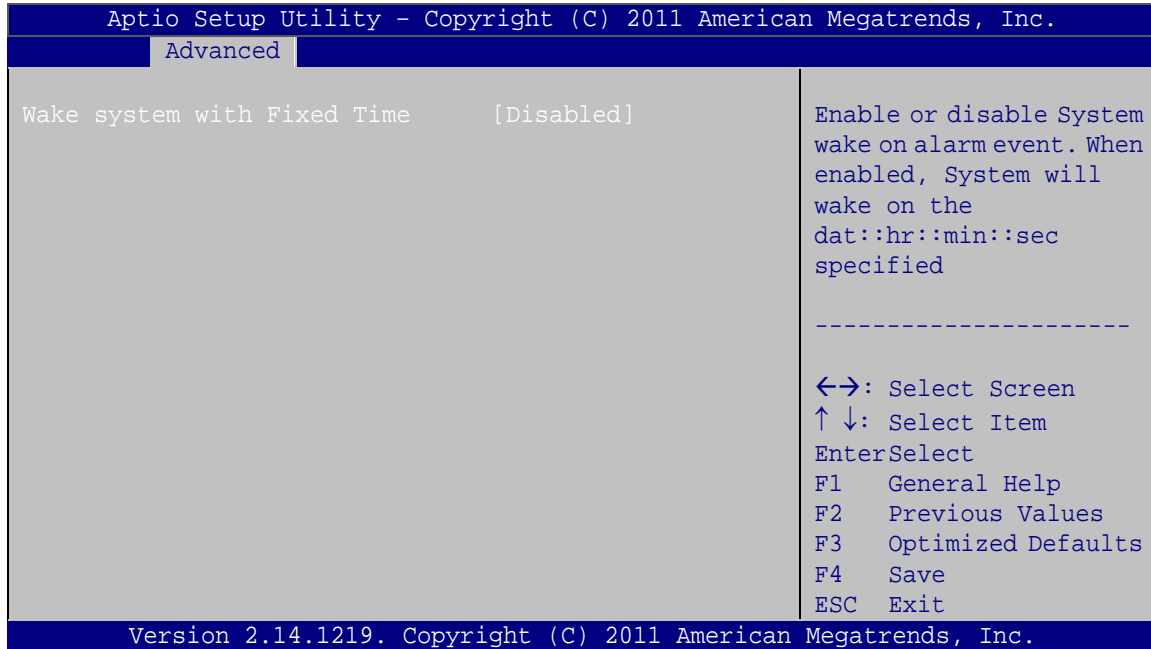 Aptio Setup Utility – Copyright (C) 2011 American Megatrends, Inc.
Advanced
Wake system with Fixed Time [Disabled]
Enable or disable System
wake on alarm event. When
enabled, System will
wake on the
dat::hr::min::sec
specified
----------------------
←→: Select Screen
↑ ↓: Select Item
EnterSelect
F1 General Help
F2 Previous Values
F3 Optimized Defaults
F4 Save
ESC Exit
Version 2.14.1219. Copyright (C) 2011 American Megatrends, Inc.